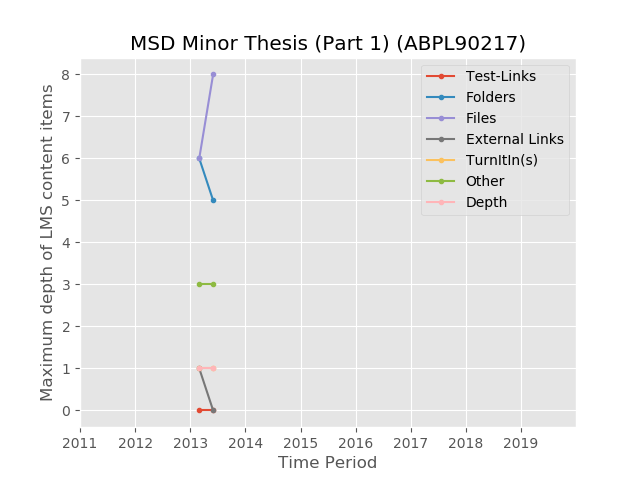 MSD Minor Thesis (Part 1) (ABPL90217)
Maximum depth of LMS content items
8
7
6
5
4
3
2
1
0
Test-Links
Folders
Files
External Links
TurnItIn(s)
Other
Depth
2011 2012 2013 2014 2015 2016 2017 2018 2019
Time Period